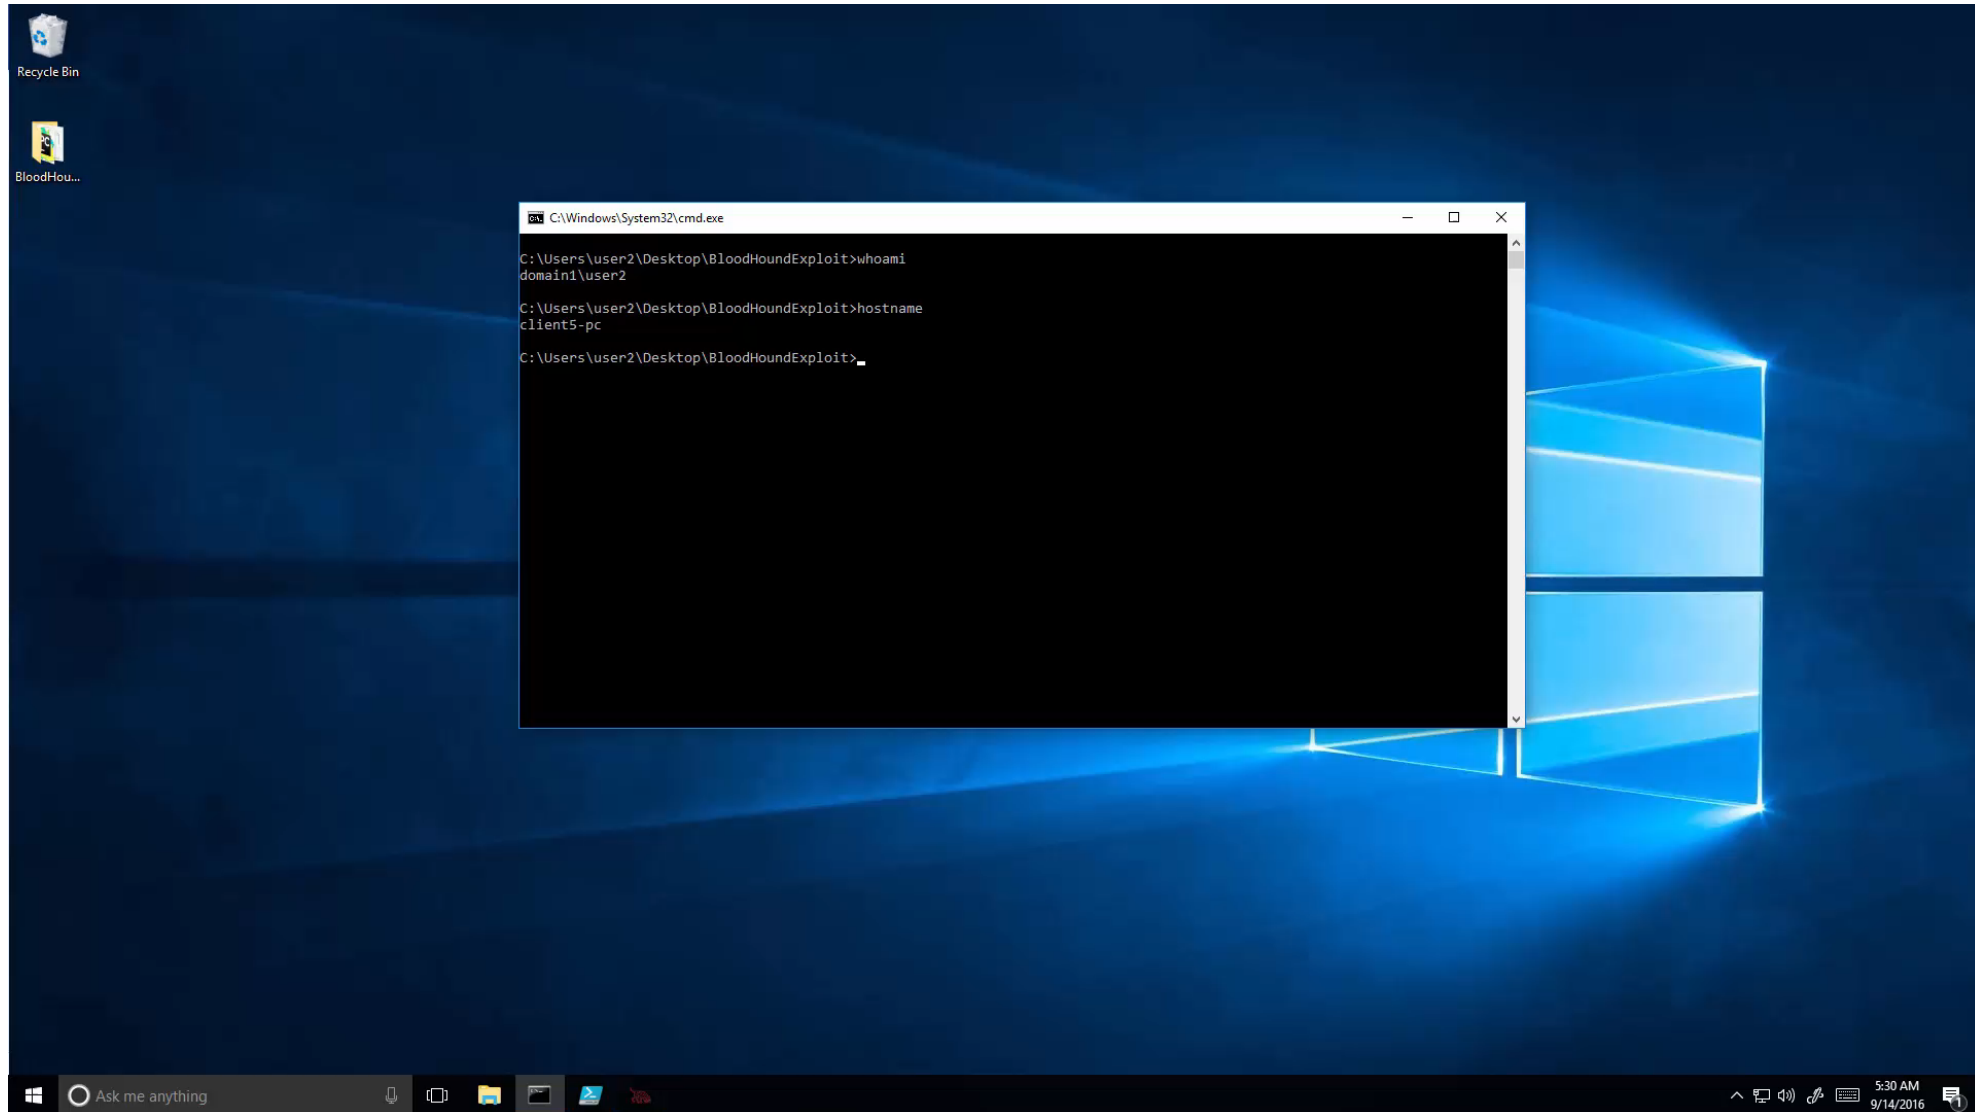 Recycle Bin
BloodHou...
C:\Windows\System32\cmd.exe
C:\Users\user2\Desktop\BloodHoundExploit>whoami
domain1\user2
C:\Users\user2\Desktop\BloodHoundExploit>hostname
client5-pc
C:\Users\user2\Desktop\BloodHoundExploit>
Ask me anything
5:30 AM
9/14/2016
1